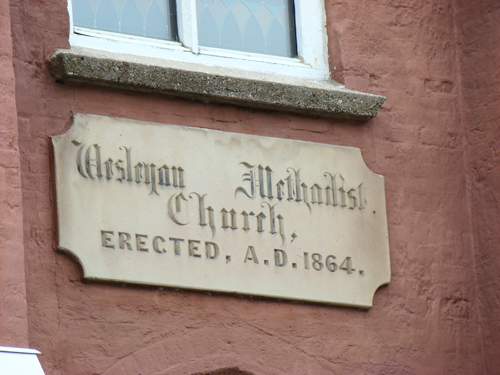 Wesleyan Methodist.
Church,
ERECTED, A.D. 1864.